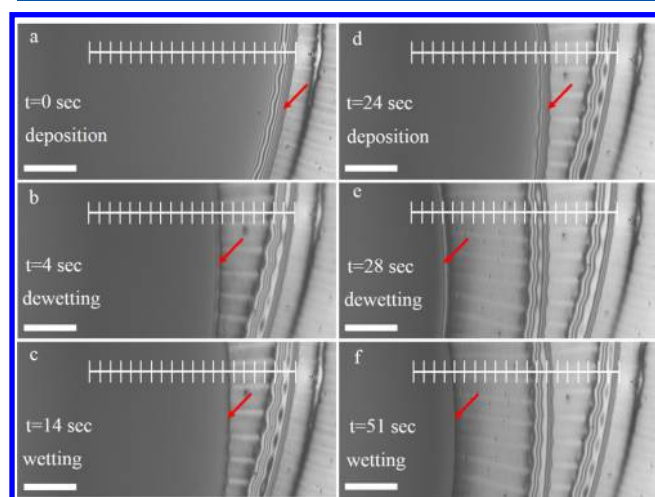 a
t=0 sec
deposition
b
t=4 sec
dewetting
c
t=14 sec
wetting
d
t=24 sec
deposition
e
t=28 sec
dewetting
f
t=51 sec
wetting